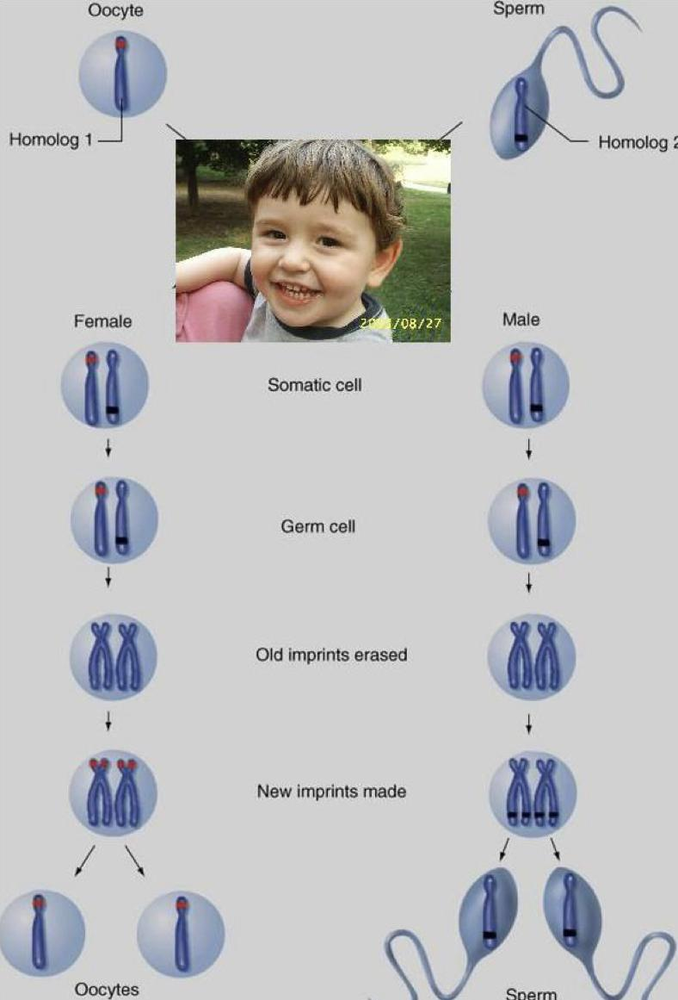 Oocyte
Sperm
Homolog 1
Homolog 2
Female
Male
Somatic cell
Germ cell
Old imprints erased
New imprints made
Oocytes
Sperm